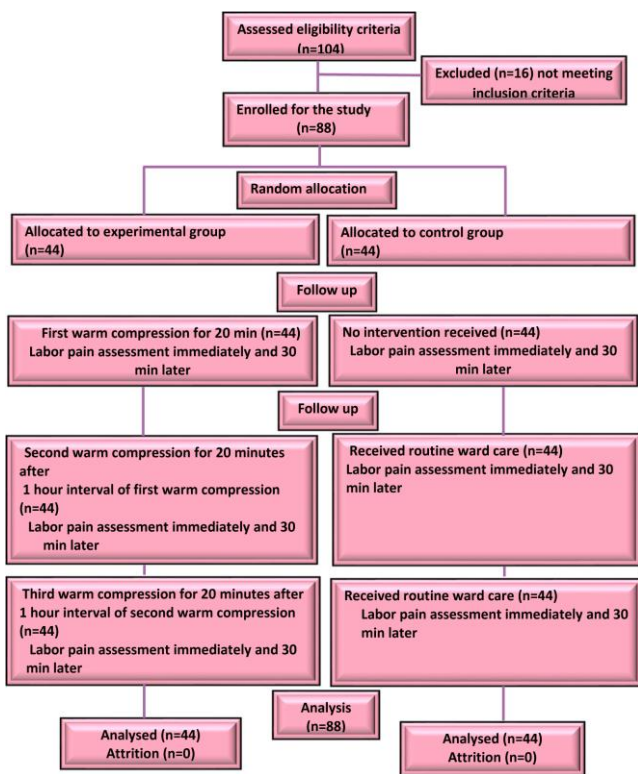 Assessed eligibility criteria
(n=104)
Excluded (n=16) not meeting
inclusion criteria
Enrolled for the study
(n=88)
Random allocation
Allocated to experimental group
(n=44)
Allocated to control group
(n=44)
Follow up
First warm compression for 20 min (n=44)
Labor pain assessment immediately and 30
min later
No intervention received (n=44)
Labor pain assessment immediately and 30
min later
Follow up
Second warm compression for 20 minutes
after
1 hour interval of first warm compression
(n=44)
Labor pain assessment immediately and 30
min later
Received routine ward care (n=44)
Labor pain assessment immediately and 30
min later
Third warm compression for 20 minutes after
1 hour interval of second warm compression
(n=44)
Labor pain assessment immediately and 30
min later
Received routine ward care (n=44)
Labor pain assessment immediately and 30
min later
Analysis
(n=88)
Analysed (n=44)
Attrition (n=0)
Analysed (n=44)
Attrition (n=0)